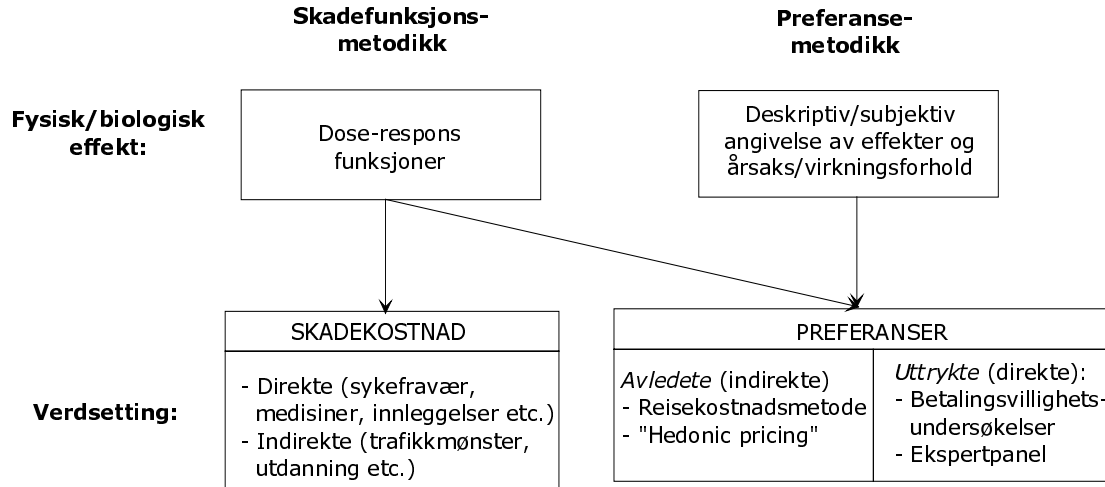 Skadefunksjons-
metodikk
Preferanse-
metodikk
Fysisk/biologisk
effekt:
Dose-respons
funksjoner
Deskriptiv/subjektiv
angivelse av effekter og
årsaks/virkningsforhold
Verdsetting:
SKADEKOSTNAD
- Direkte (sykefravær,
medisiner, innleggelser etc.)
- Indirekte (trafikkmønster,
utdanning etc.)
PREFERANSER
Avledete (indirekte)
- Reisekostnadsmetode
- "Hedonic pricing"
Uttrykte (direkte):
- Betalingsvillighets-
undersøkelser
- Ekspertpanel